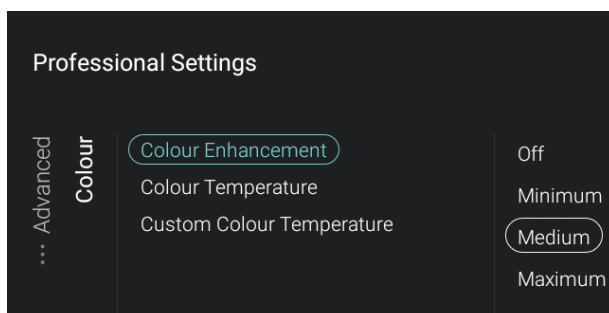 Professional Settings
... Advanced
Colour
Colour Enhancement
Colour Temperature
Custom Colour Temperature
Off
Minimum
Medium
Maximum